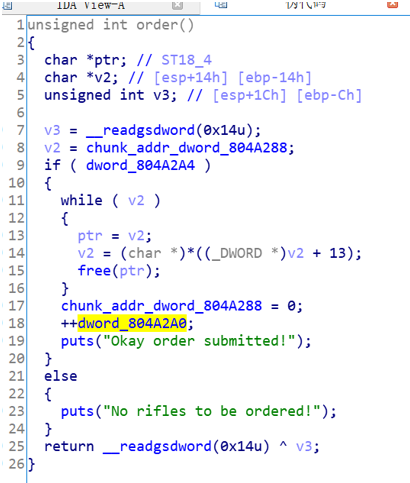 IDA View-A
伪代码
1 unsigned int order()
2 {
3 char *ptr; // ST18_4
4 char *v2; // [esp+14h] [ebp-14h]
5 unsigned int v3; // [esp+1Ch] [ebp-Ch]
6
7 v3 = __readgsdword(0x14u);
8 v2 = chunk_addr_dword_804A288;
9 if ( dword_804A2A4 )
10 {
11 while ( v2 )
12 {
13 ptr = v2;
14 v2 = (char *)*((_DWORD *)v2 + 13);
15 free(ptr);
16 }
17 chunk_addr_dword_804A288 = 0;
18 ++dword_804A2A0;
19 puts("Okay order submitted!");
20 }
21 else
22 {
23 puts("No rifles to be ordered!");
24 }
25 return __readgsdword(0x14u) ^ v3;
26 }